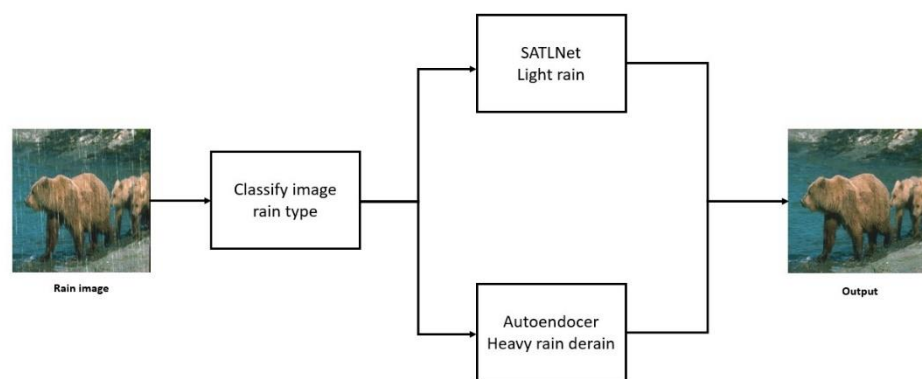 SATLNet
Light rain
Classify image
rain type
Rain image
Autoendocer
Heavy rain derain
Output